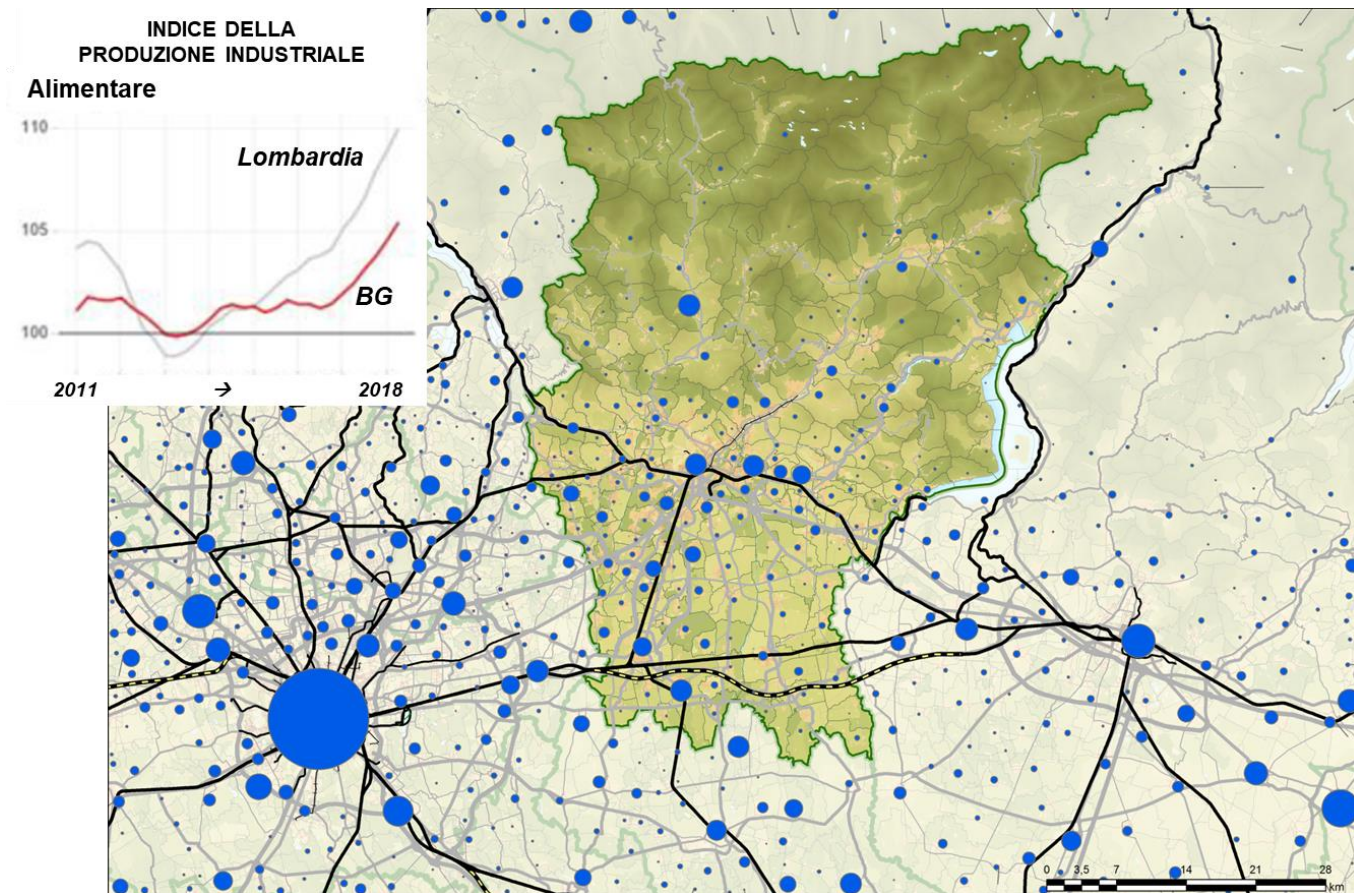 INDICE DELLA
PRODUZIONE INDUSTRIALE
Alimentare
110
Lombardia
105
BG
100
2011 → 2018
0 3.5 7 14 21 28
km